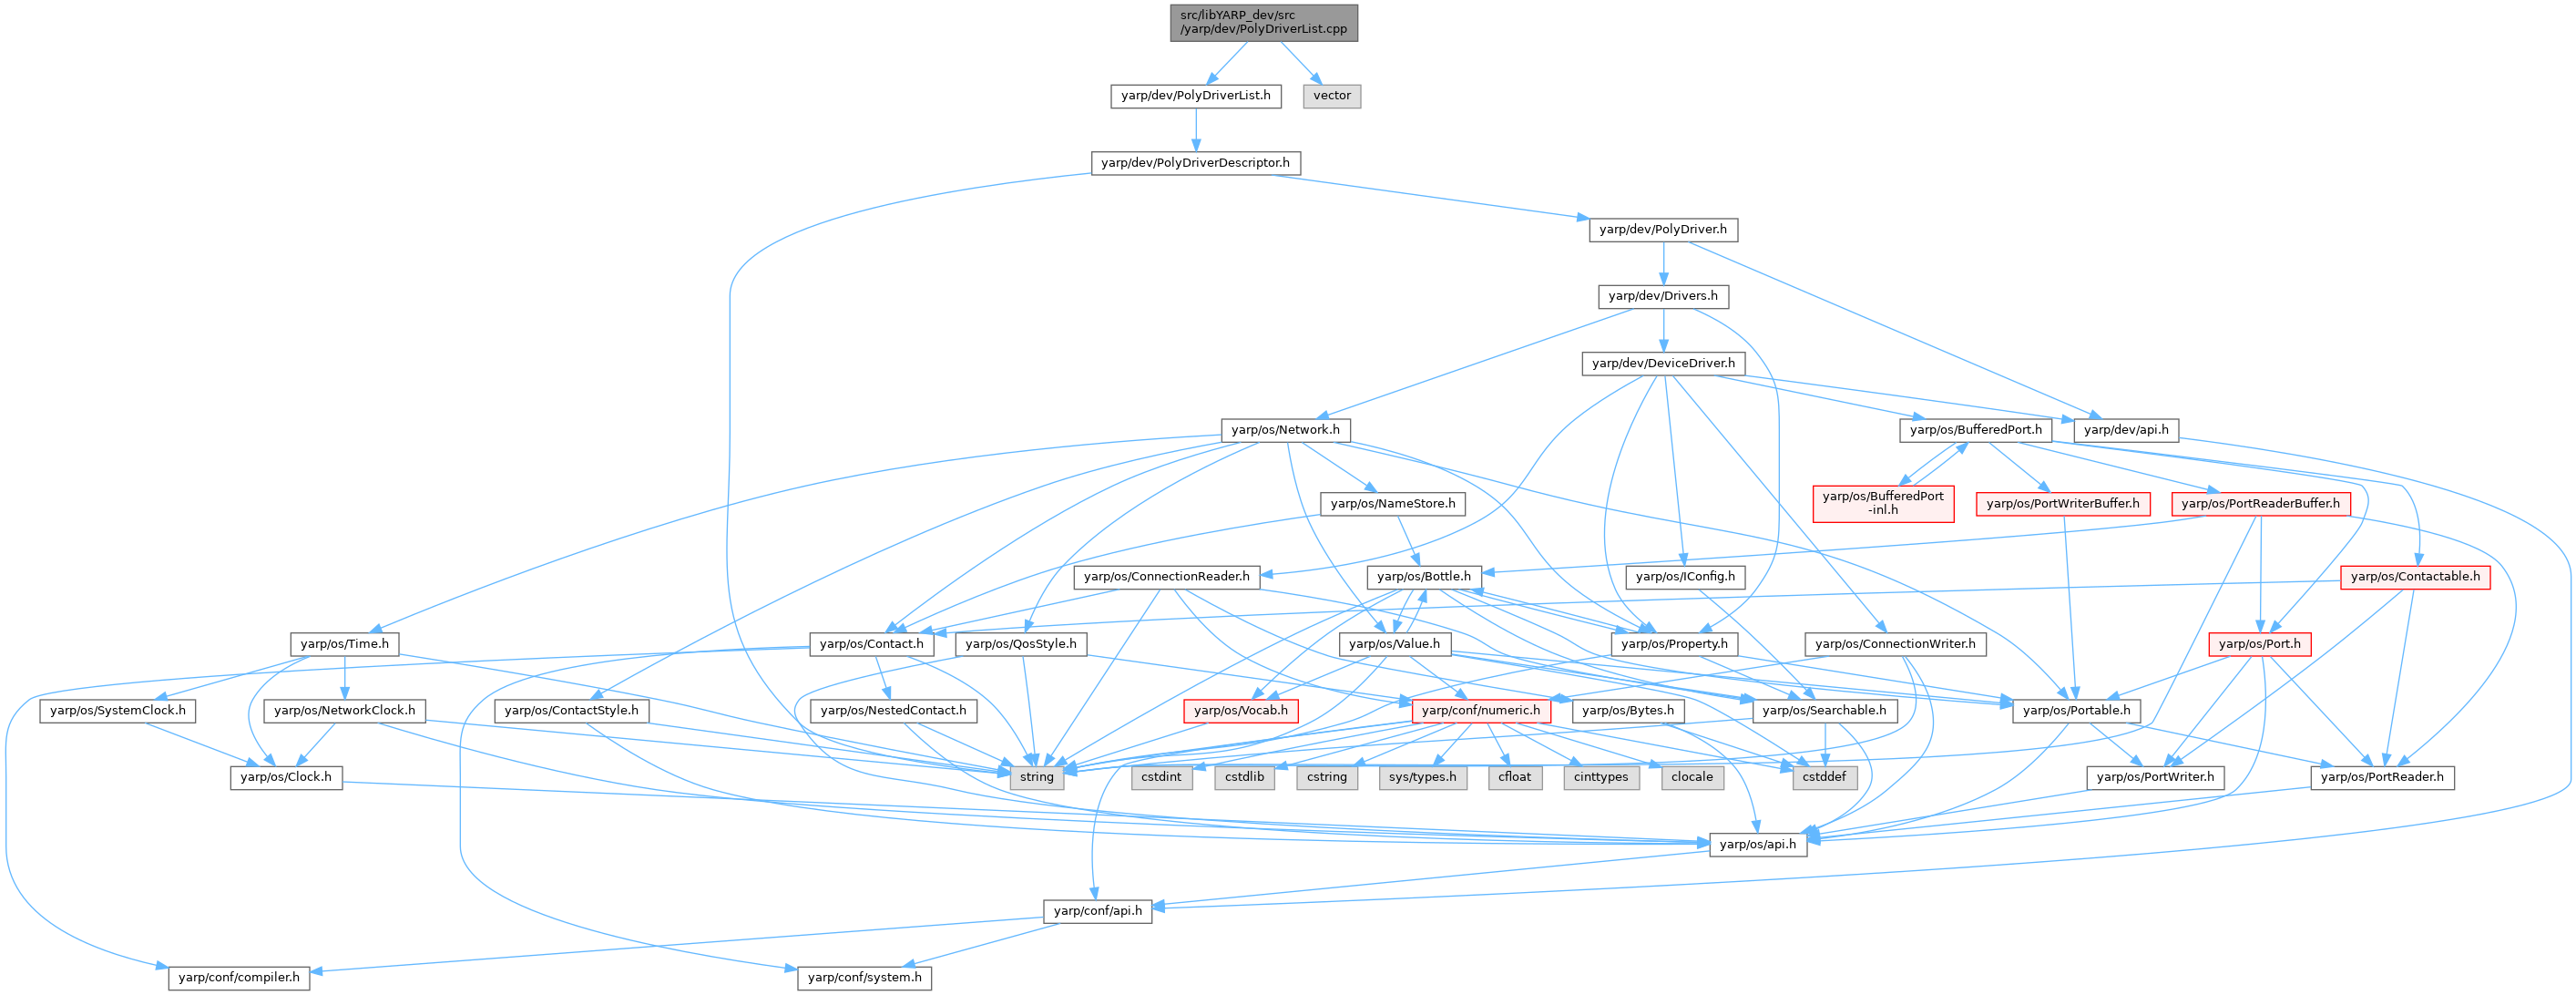 src/libYARP_dev/src
/yarp/dev/PolyDriverList.cpp
yarp/dev/PolyDriverList.h
vector
yarp/dev/PolyDriverDescriptor.h
yarp/dev/PolyDriver.h
yarp/dev/Drivers.h
yarp/dev/DeviceDriver.h
yarp/os/Network.h
yarp/os/BufferedPort.h
yarp/dev/api.h
yarp/os/NameStore.h
yarp/os/BufferedPort
-inl.h
yarp/os/PortWriterBuffer.h
yarp/os/PortReaderBuffer.h
yarp/os/ConnectionReader.h
yarp/os/Bottle.h
yarp/os/IConfig.h
yarp/os/Contactable.h
yarp/os/Time.h
yarp/os/Contact.h
yarp/os/QosStyle.h
yarp/os/Value.h
yarp/os/Property.h
yarp/os/ConnectionWriter.h
yarp/os/Port.h
yarp/os/SystemClock.h
yarp/os/NetworkClock.h
yarp/os/ContactStyle.h
yarp/os/NestedContact.h
yarp/os/Vocab.h
yarp/conf/numeric.h
yarp/os/Bytes.h
yarp/os/Searchable.h
yarp/os/Portable.h
yarp/os/Clock.h
string
cstdint
cstdlib
cstring
sys/types.h
cfloat
cinttypes
clocale
cstddef
yarp/os/PortWriter.h
yarp/os/PortReader.h
yarp/os/api.h
yarp/conf/api.h
yarp/conf/compiler.h
yarp/conf/system.h